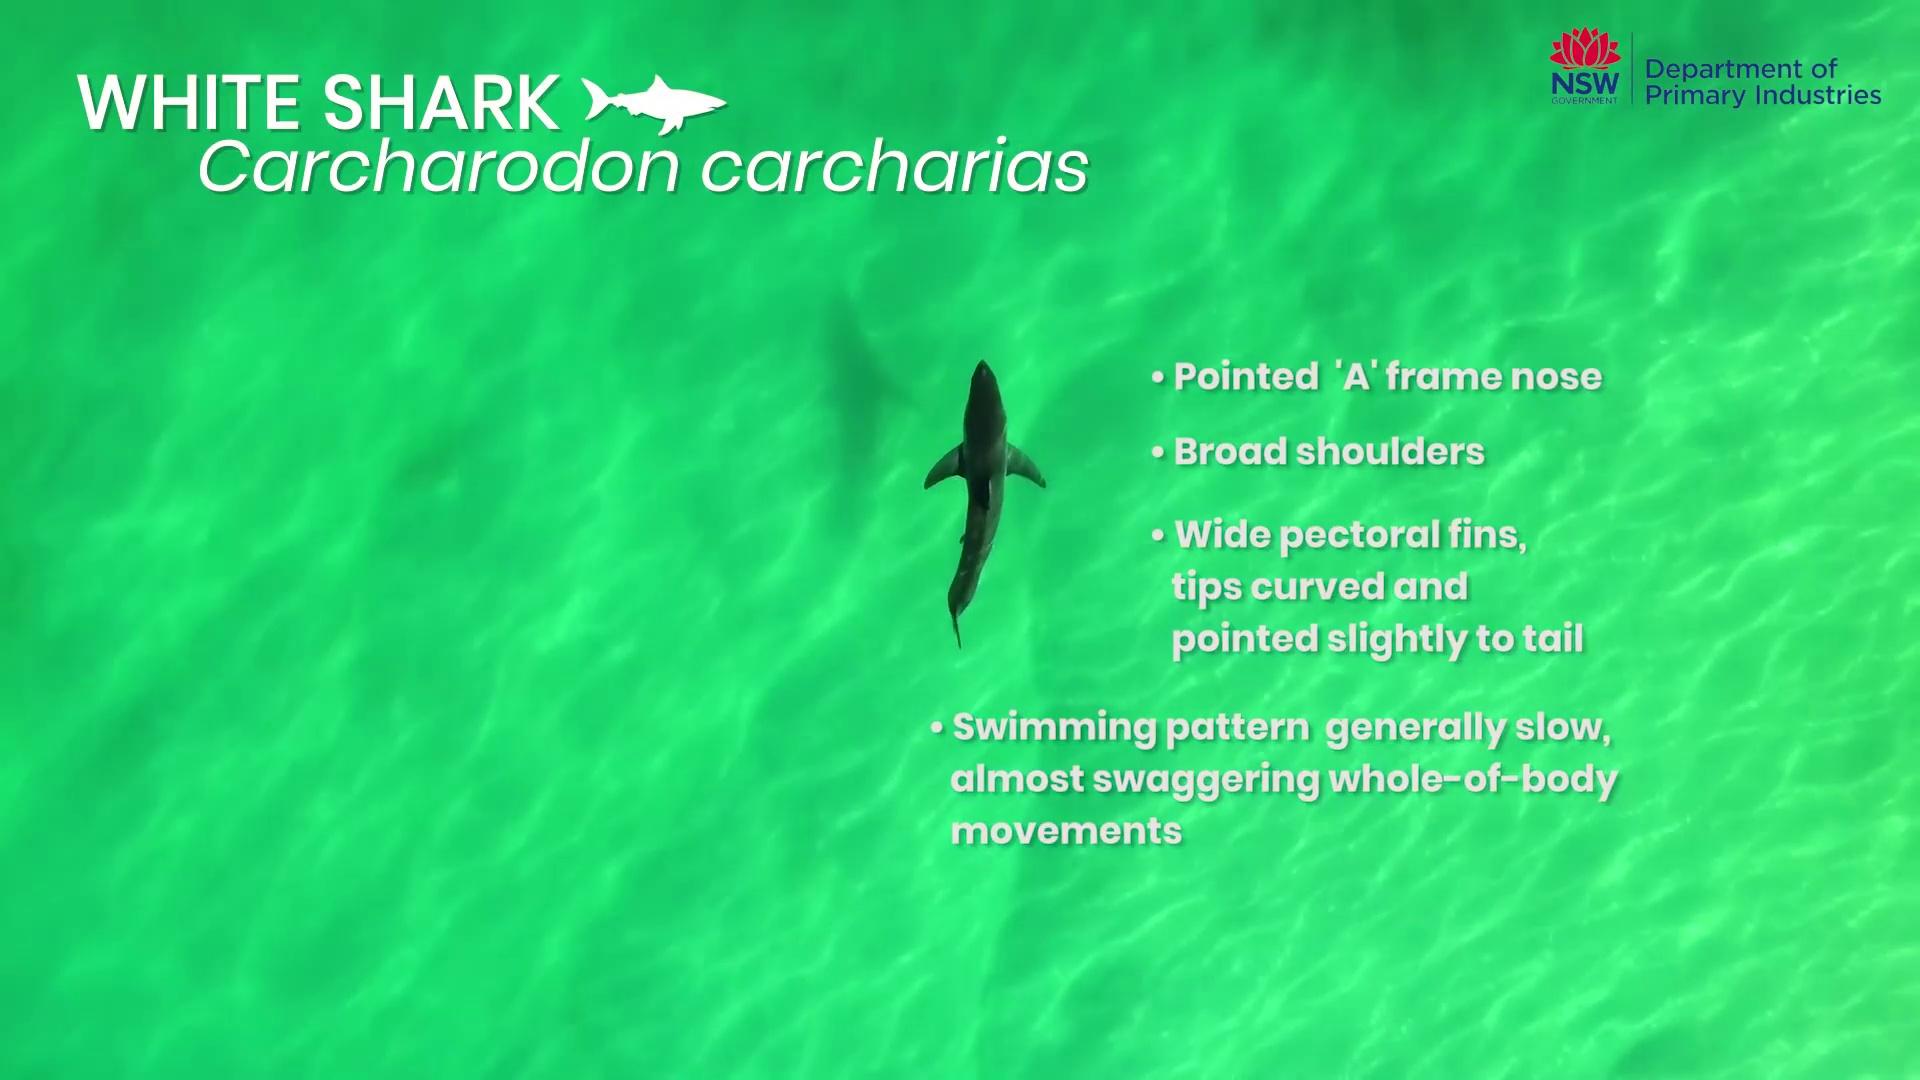 WHITE SHARK
Carcharodon carcharias
NSW
GOVERNMENT
Department of
Primary Industries
• Pointed 'A' frame nose
• Broad shoulders
• Wide pectoral fins,
tips curved and
pointed slightly to tail
• Swimming pattern generally slow,
almost swaggering whole-of-body
movements